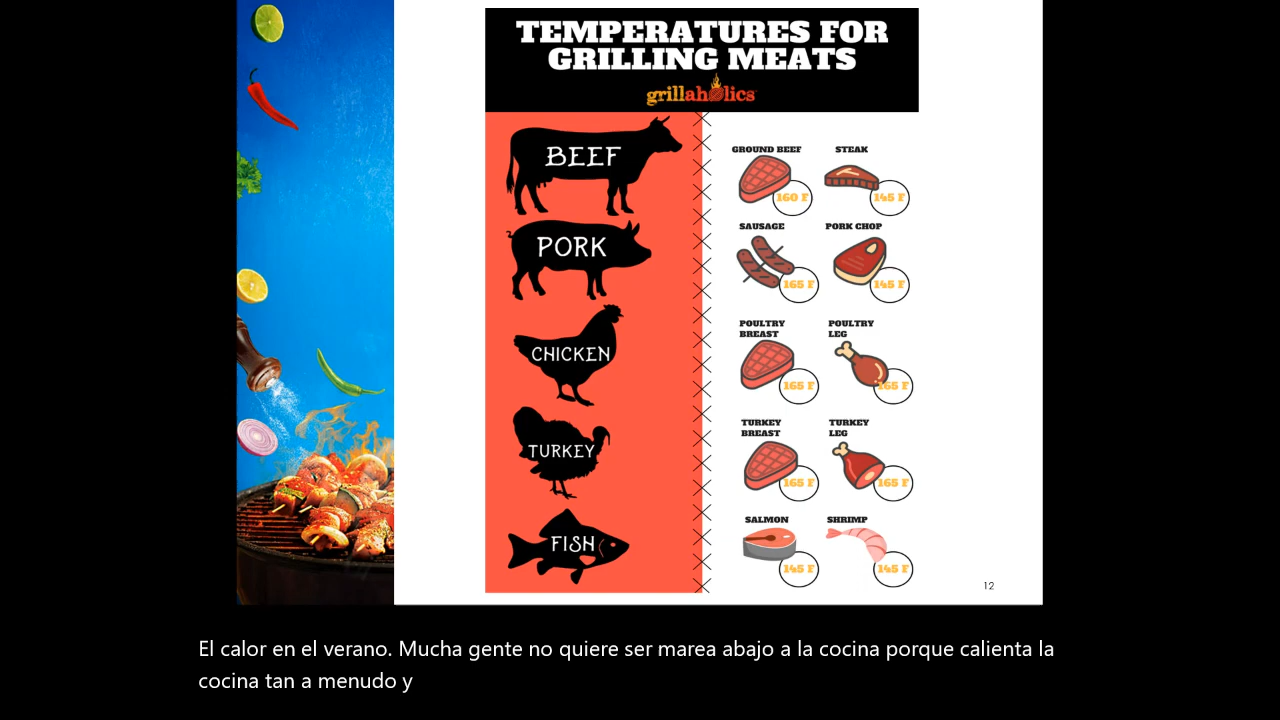 TEMPERATURES FOR
GRILLING MEATS
grillaholics
BEEF
PORK
CHICKEN
TURKEY
FISH
GROUND BEEF
STEAK
160 F
145 F
SAUSAGE
PORK CHOP
165 F
145 F
POULTRY
BREAST
POULTRY
LEG
165 F
165 F
TURKEY
BREAST
TURKEY
LEG
165 F
165 F
SALMON
SHRIMP
145 F
145 F
12
El calor en el verano. Mucha gente no quiere ser marea abajo a la cocina porque calienta la
cocina tan a menudo y